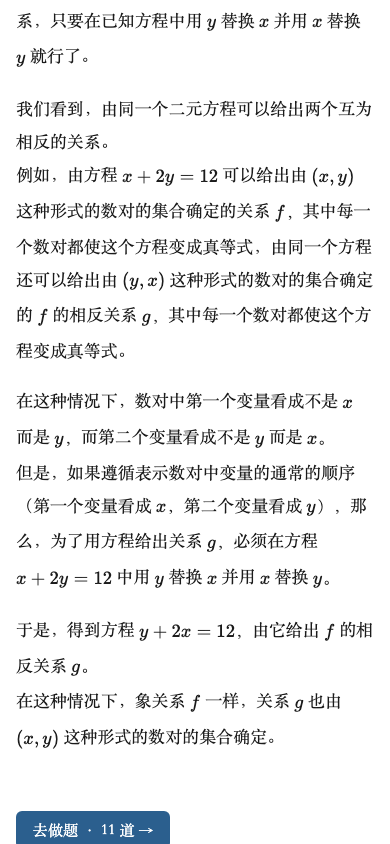 系，只要在已知方程中用 y 替换 x 并用 x 替换
y 就行了。
我们看到，由同一个二元方程可以给出两个互为
相反的关系。
例如，由方程 x + 2y = 12 可以给出由 (x, y)
这种形式的数对的集合确定的关系 f，其中每一
个数对都使这个方程变成真等式，由同一个方程
还可以给出由 (y, x) 这种形式的数对的集合确定
的 f 的相反关系 g，其中每一个数对都使这个方
程变成真等式。
在这种情况下，数对中第一个变量看成不是 x
而是 y，而第二个变量看成不是 y 而是 x。
但是，如果遵循表示数对中变量的通常的顺序
（第一个变量看成 x，第二个变量看成 y），那
么，为了用方程给出关系 g，必须在方程
x + 2y = 12 中用 y 替换 x 并用 x 替换 y。
于是，得到方程 y + 2x = 12，由它给出 f 的相
反关系 g。
在这种情况下，象关系 f 一样，关系 g 也由
(x, y) 这种形式的数对的集合确定。
去做题 · 11 道 →